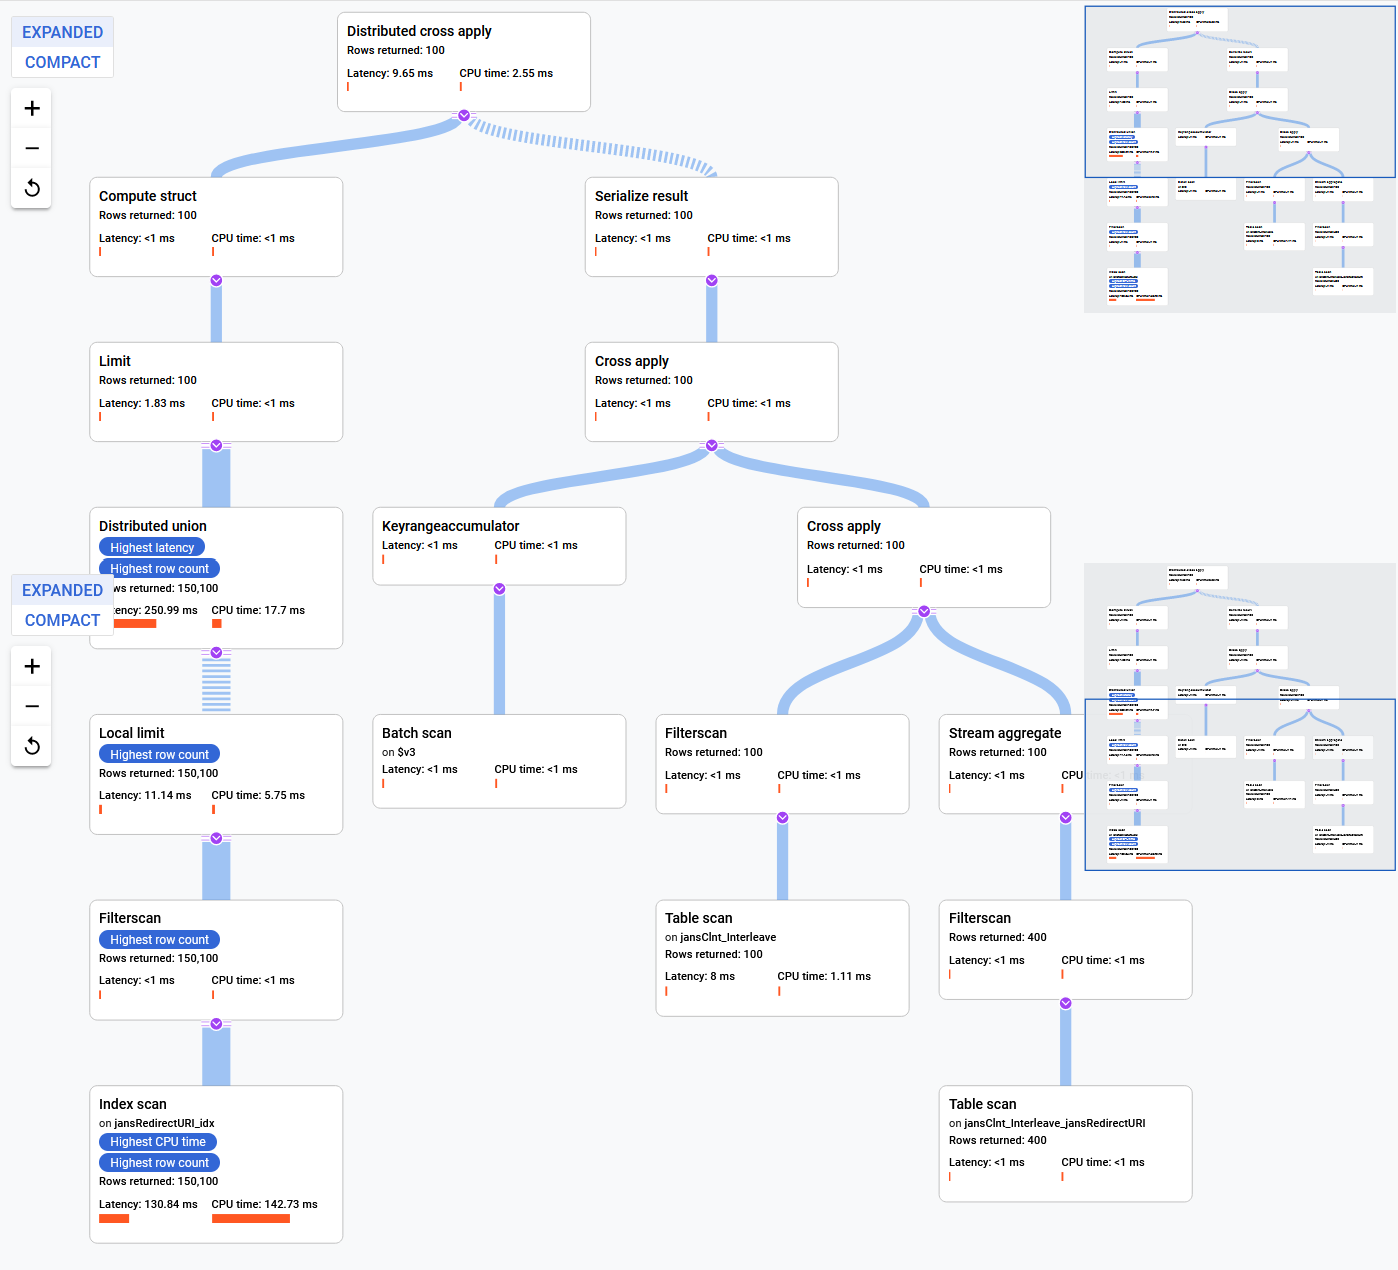 EXPANDED
COMPACT
Distributed cross apply
Rows returned: 100
Latency: 9.65 ms CPU time: 2.55 ms
Compute struct
Rows returned: 100
Latency: <1 ms CPU time: <1 ms
Serialize result
Rows returned: 100
Latency: <1 ms CPU time: <1 ms
Limit
Rows returned: 100
Latency: 1.83 ms CPU time: <1 ms
Cross apply
Rows returned: 100
Latency: <1 ms CPU time: <1 ms
Distributed union
Highest latency
Highest row count
ws returned: 150,100
tency: 250.99 ms CPU time: 17.7 ms
Keyrangeaccumulator
Latency: <1 ms CPU time: <1 ms
Cross apply
Rows returned: 100
Latency: <1 ms CPU time: <1 ms
EXPANDED
COMPACT
Local limit
Highest row count
Rows returned: 150,100
Latency: 11.14 ms CPU time: 5.75 ms
Batch scan
on $v3
Latency: <1 ms CPU time: <1 ms
Filterscan
Rows returned: 100
Latency: <1 ms CPU time: <1 ms
Stream aggregate
Rows returned: 100
Latency: <1 ms CPU time: <1 ms
Filterscan
Highest row count
Rows returned: 150,100
Latency: <1 ms CPU time: <1 ms
Table scan
on jansClnt_Interleave
Rows returned: 100
Latency: 8 ms CPU time: 1.11 ms
Filterscan
Rows returned: 400
Latency: <1 ms CPU time: <1 ms
Index scan
on jansRedirectURI_idx
Highest CPU time
Highest row count
Rows returned: 150,100
Latency: 130.84 ms CPU time: 142.73 ms
Table scan
on jansClnt_Interleave_jansRedirectURI
Rows returned: 400
Latency: <1 ms CPU time: <1 ms